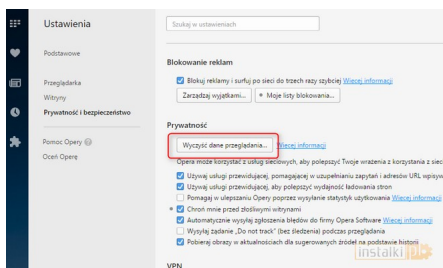 Ustawienia
Szukaj w ustawieniach
Podstawowe
Przeglądarka
Witryny
Prywatność i bezpieczeństwo
Pomoc Opery
Oceń Operę
Blokowanie reklam
Blokuj reklamy i surfuj po sieci do trzech razy szybciej Więcej informacji
Zarządzaj wyjątkami...
Moje listy blokowania...
Prywatność
Wyczyść dane przeglądania...
Więcej informacji
Opera może korzystać z usług sieciowych, aby polepszyć Twoje wrażenia z korzystania z siec
Używaj usługi przewidującej, pomagającej w uzupełnianiu zapytań i adresów URL wpisyw
Używaj usługi przewidującej, aby polepszyć wydajność ładowania stron
Pomagaj w ulepszaniu Opery poprzez wysyłanie statystyk użytkowania Więcej informacji
Chroń mnie przed złośliwymi witrynami
Automatycznie wysyłaj zgłoszenia błędów do firmy Opera Software Więcej informacji
Wysyłaj żądanie „Do not track" (bez śledzenia) podczas przeglądania
Pobieraj obrazy w aktualnościach dla sugerowanych źródeł na podstawie historii
instalki
VPN